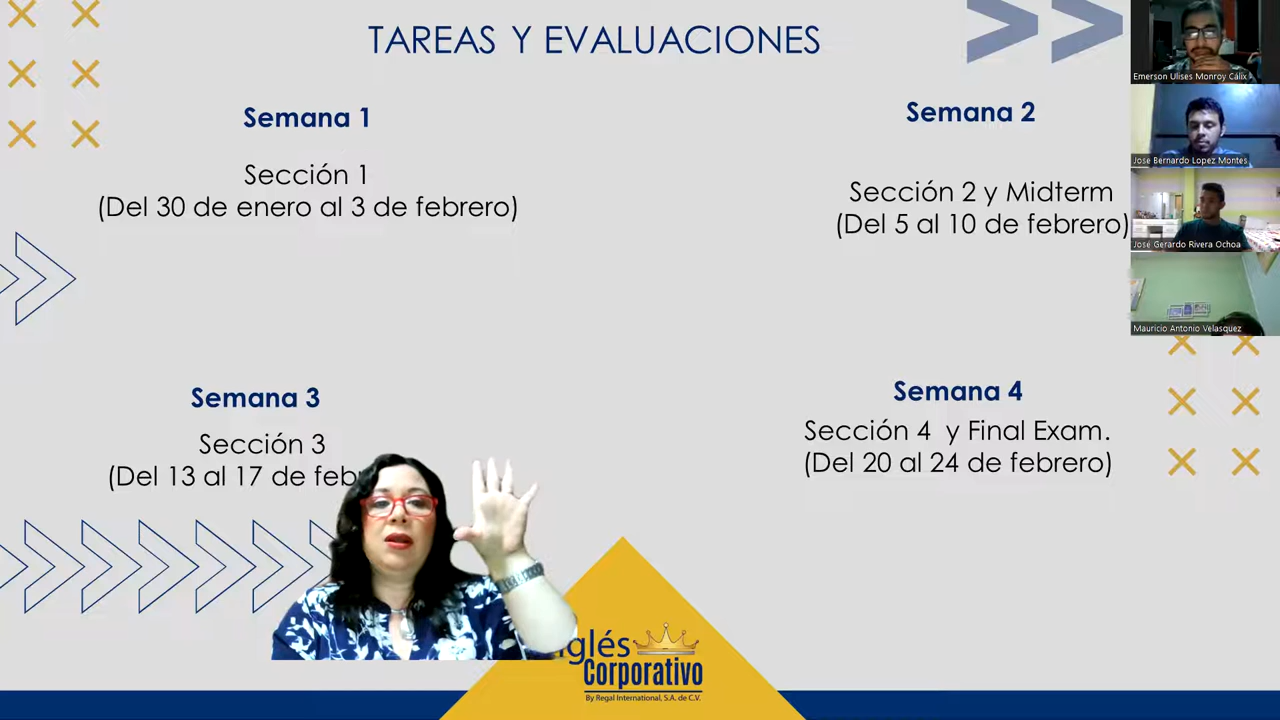 TAREAS Y EVALUACIONES
Semana 1
Sección 1
(Del 30 de enero al 3 de febrero)
Semana 2
Sección 2 y Midterm
(Del 5 al 10 de febrero)
Semana 3
Sección 3
(Del 13 al 17 de feb
Semana 4
Sección 4 y Final Exam.
(Del 20 al 24 de febrero)
Emerson Ulises Monroy Cálix
Jose Bernardo Lopez Montes
José Gerardo Rivera Ochoa
Mauricio Antonio Velasquez
glés
Corporativo
By Regal International, S.A. de C.V.